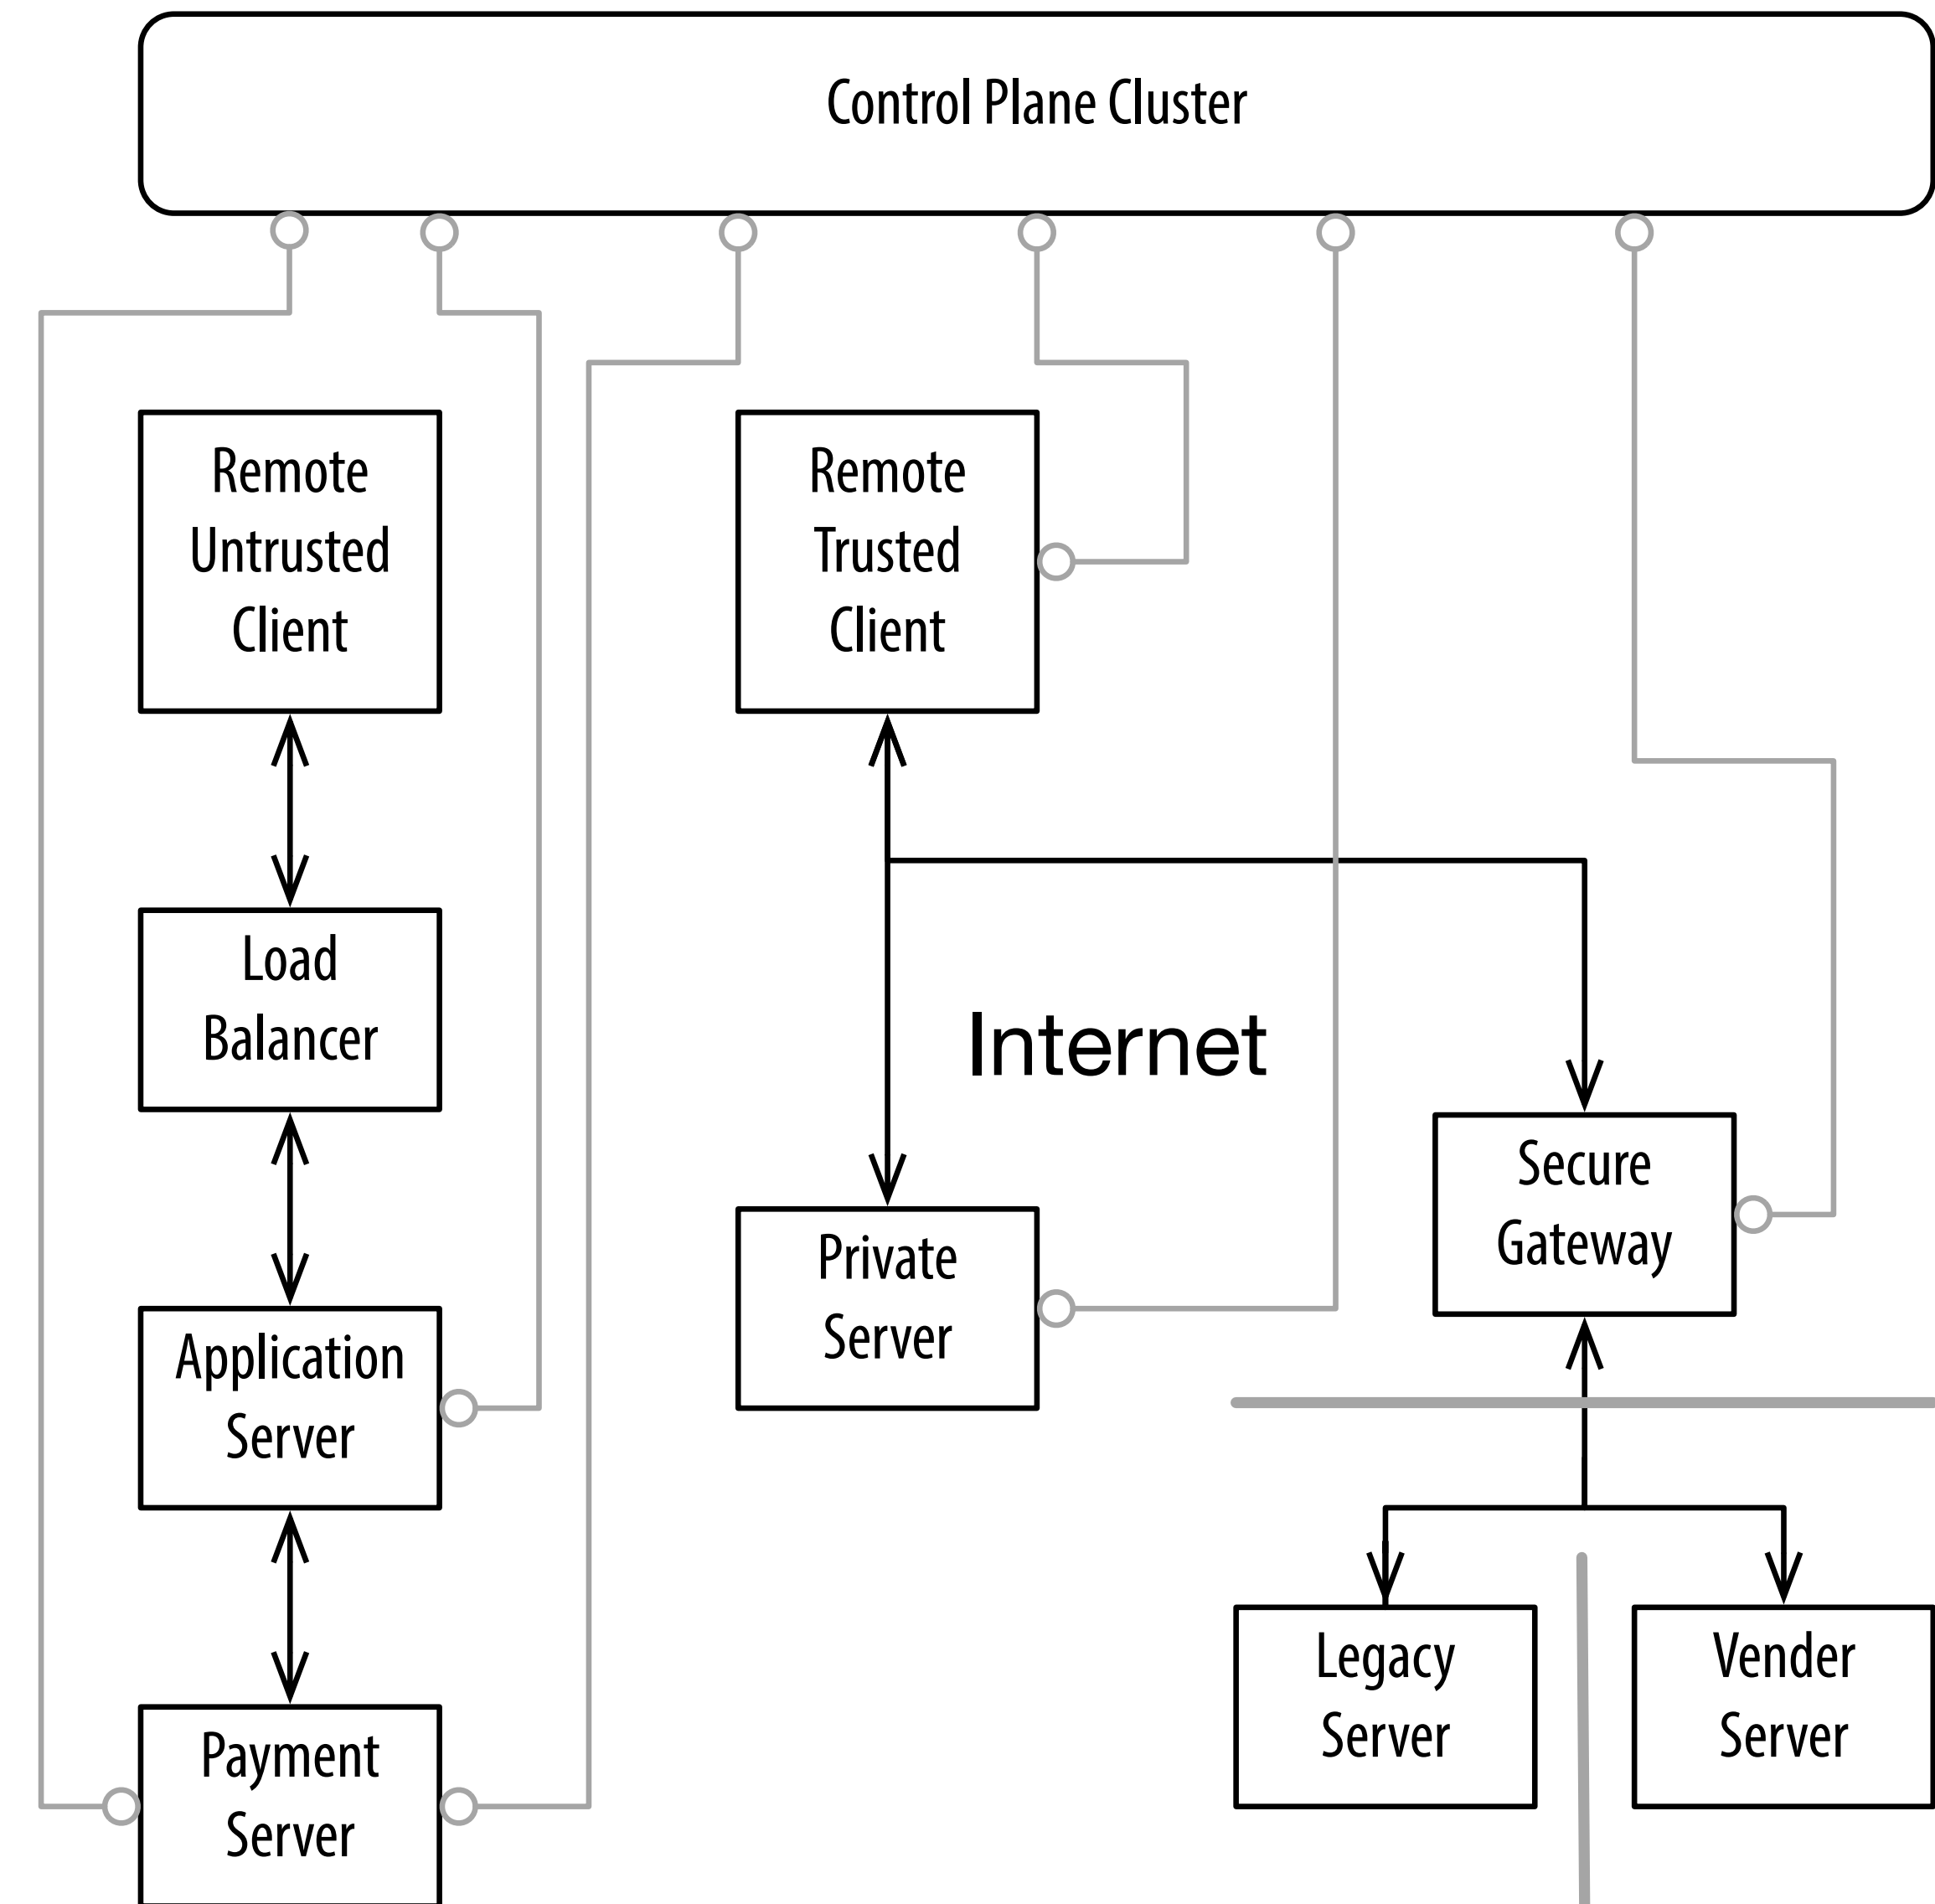 Control Plane Cluster
Remote
Untrusted
Client
Remote
Trusted
Client
Load
Balancer
Internet
Secure
Gateway
Private
Server
Application
Server
Legacy
Server
Vender
Server
Payment
Server